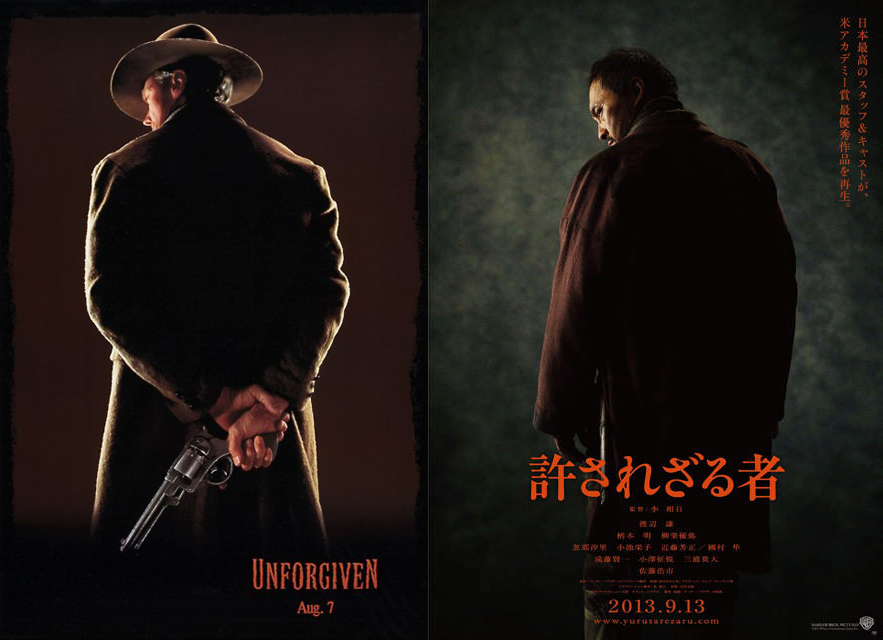 UNFORGIVEN
Aug. 7
日本最高のスタッフ&キャストが、
米アカデミー賞 最優秀作品を再生。
許されざる者
監督：李 相日
渡辺 謙
柄本 明 柳楽優弥
忽那汐里 小池栄子 近藤芳正／國村 隼
滝藤賢一 小澤征悦 三浦貴大
佐藤浩市
2013.9.13
www.yurusarezaru.com
WARNER BROS. PICTURES